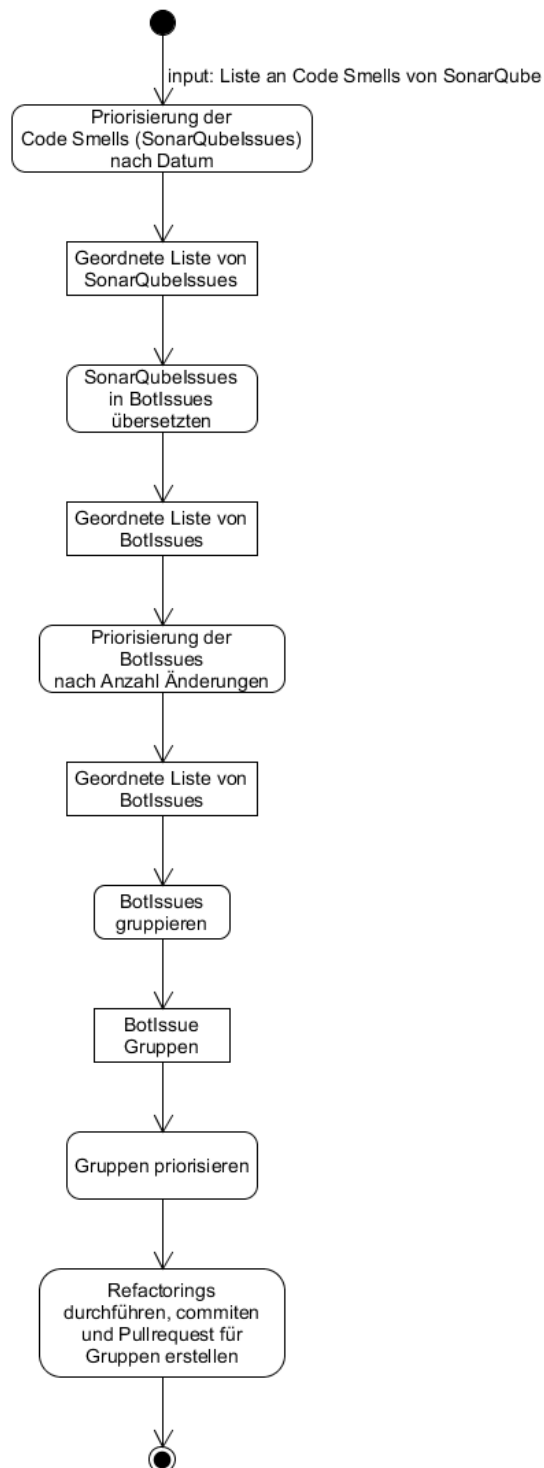 input: Liste an Code Smells von SonarQube
Priorisierung der
Code Smells (SonarQubeIssues)
nach Datum
Geordnete Liste von
SonarQubeIssues
SonarQubeIssues
in BotIssues
übersetzten
Geordnete Liste von
BotIssues
Priorisierung der
BotIssues
nach Anzahl Änderungen
Geordnete Liste von
BotIssues
BotIssues
gruppieren
BotIssue
Gruppen
Gruppen priorisieren
Refactorings
durchführen, commiten
und Pullrequest für
Gruppen erstellen